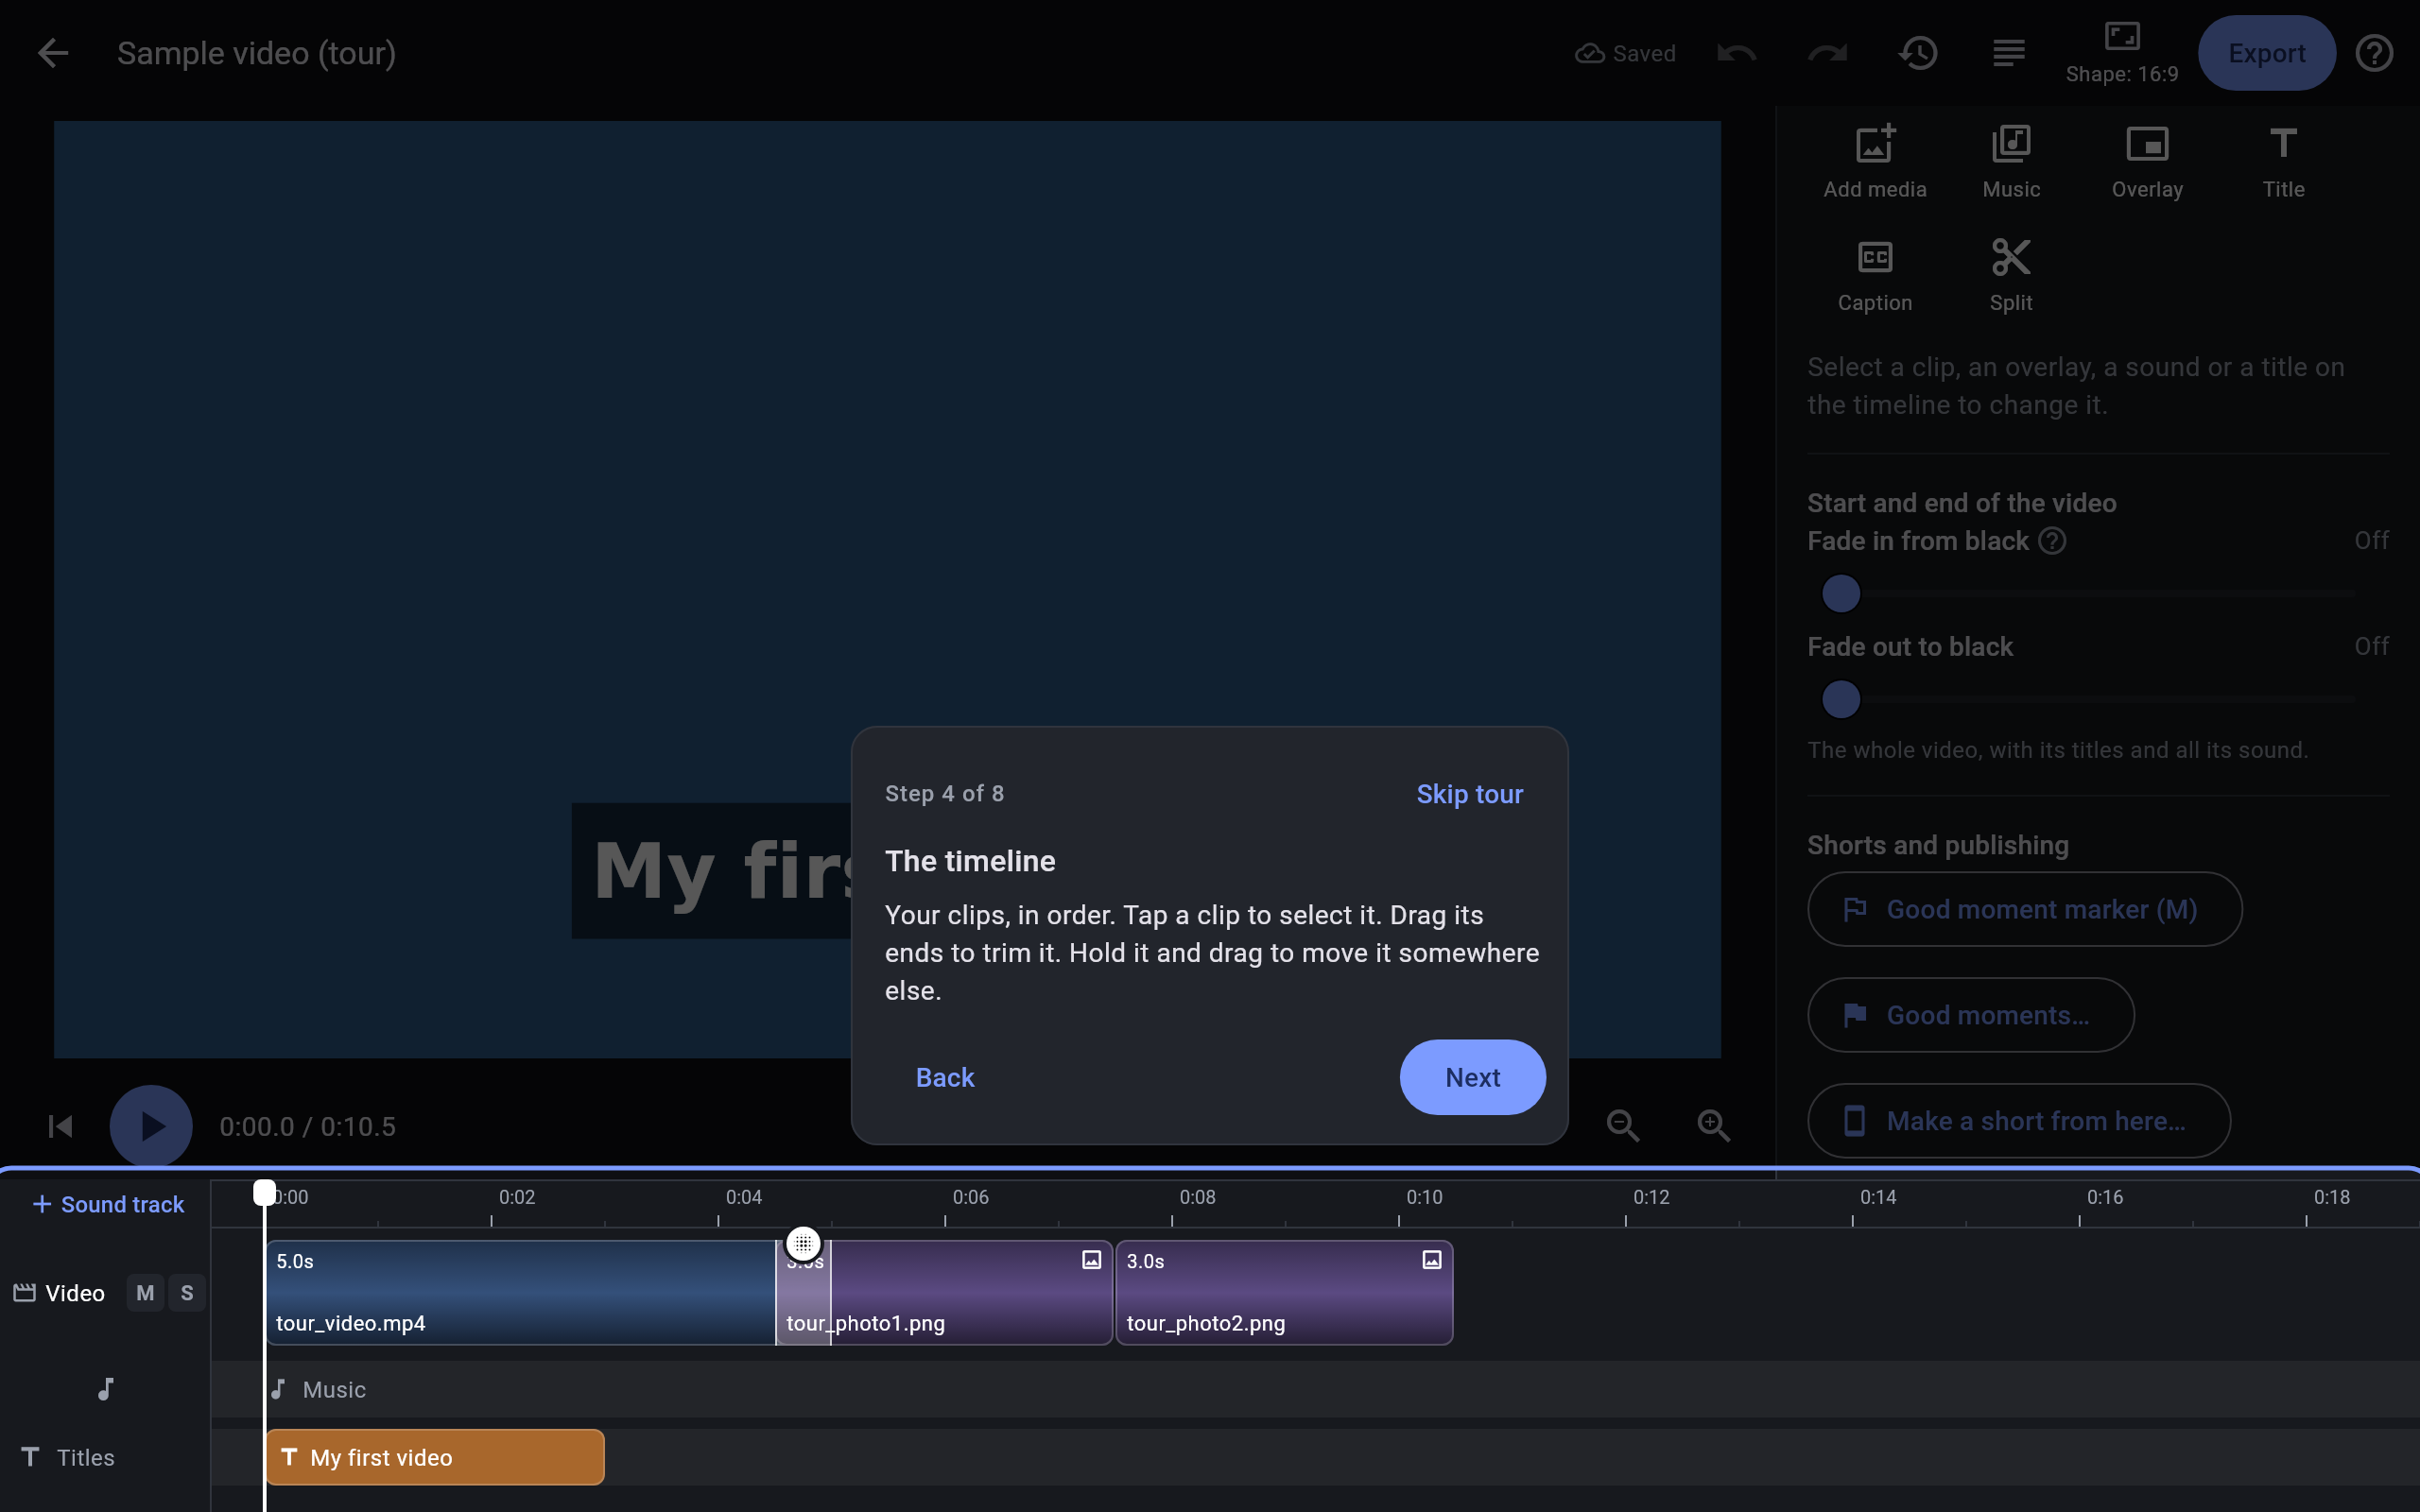 Sample video (tour)
Saved
Shape: 16:9
Export
Add media
Music
Overlay
Title
Caption
Split
Select a clip, an overlay, a sound or a title on
the timeline to change it.
Start and end of the video
Fade in from black
Off
Fade out to black
Off
The whole video, with its titles and all its sound.
Shorts and publishing
Good moment marker (M)
Good moments…
Make a short from here…
My firs
Step 4 of 8
Skip tour
The timeline
Your clips, in order. Tap a clip to select it. Drag its
ends to trim it. Hold it and drag to move it somewhere
else.
Back
Next
0:00.0 / 0:10.5
+ Sound track
0:00
0:02
0:04
0:06
0:08
0:10
0:12
0:14
0:16
0:18
Video
M
S
5.0s
tour_video.mp4
3.0s
tour_photo1.png
3.0s
tour_photo2.png
Music
Titles
My first video